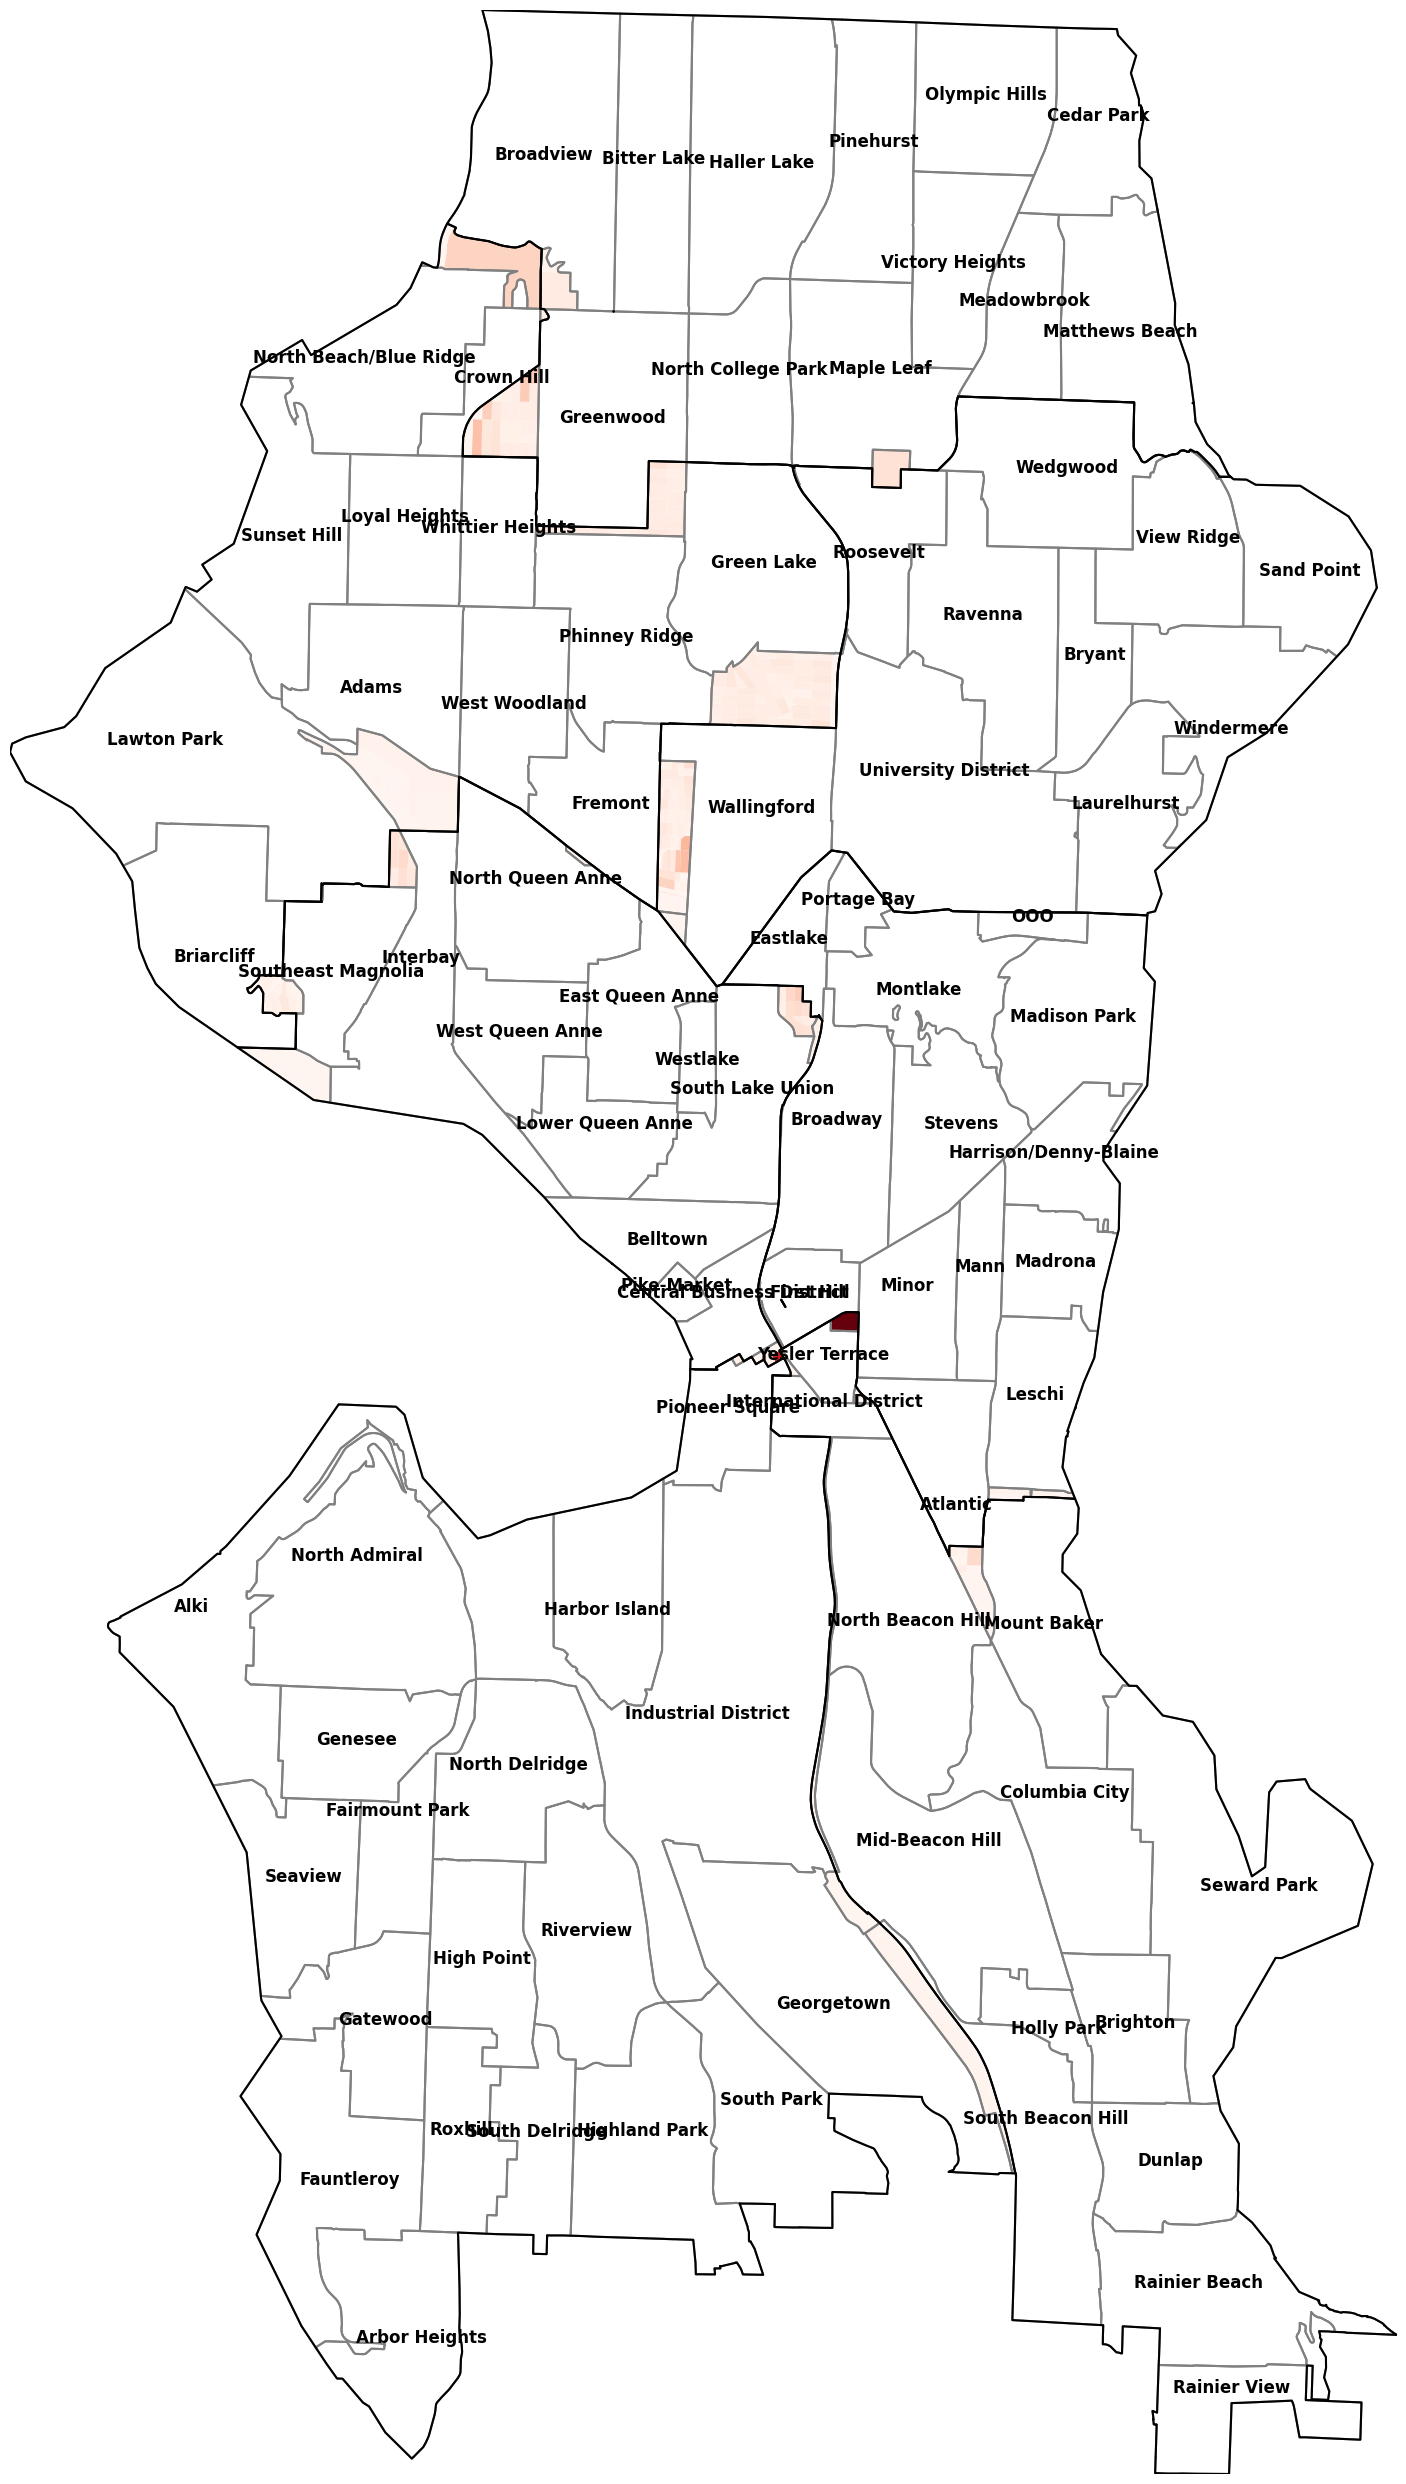 Olympic Hills
Cedar Park
Pinehurst
Broadview
Bitter Lake
Haller Lake
Victory Heights
Meadowbrook
Matthews Beach
North Beach/Blue Ridge
North College Park
Maple Leaf
Crown Hill
Greenwood
Wedgwood
Loyal Heights
Whittier Heights
Sunset Hill
View Ridge
Roosevelt
Green Lake
Sand Point
Ravenna
Phinney Ridge
Bryant
Adams
West Woodland
Windermere
Lawton Park
University District
Fremont
Wallingford
Laurelhurst
North Queen Anne
Portage Bay
OOO
Eastlake
Briarcliff
Interbay
Southeast Magnolia
Montlake
East Queen Anne
Madison Park
West Queen Anne
Westlake
South Lake Union
Broadway
Lower Queen Anne
Stevens
Harrison/Denny-Blaine
Belltown
Madrona
Mann
Pike-Market
Minor
Central Business District
First Hill
Yesler Terrace
Leschi
International District
Pioneer Square
Atlantic
North Admiral
Alki
Harbor Island
North Beacon Hill
Mount Baker
Industrial District
Genesee
North Delridge
Columbia City
Fairmount Park
Mid-Beacon Hill
Seaview
Seward Park
Riverview
High Point
Georgetown
Gatewood
Holly Park
Brighton
South Park
South Beacon Hill
Roxhill
South Delridge
Highland Park
Dunlap
Fauntleroy
Rainier Beach
Arbor Heights
Rainier View